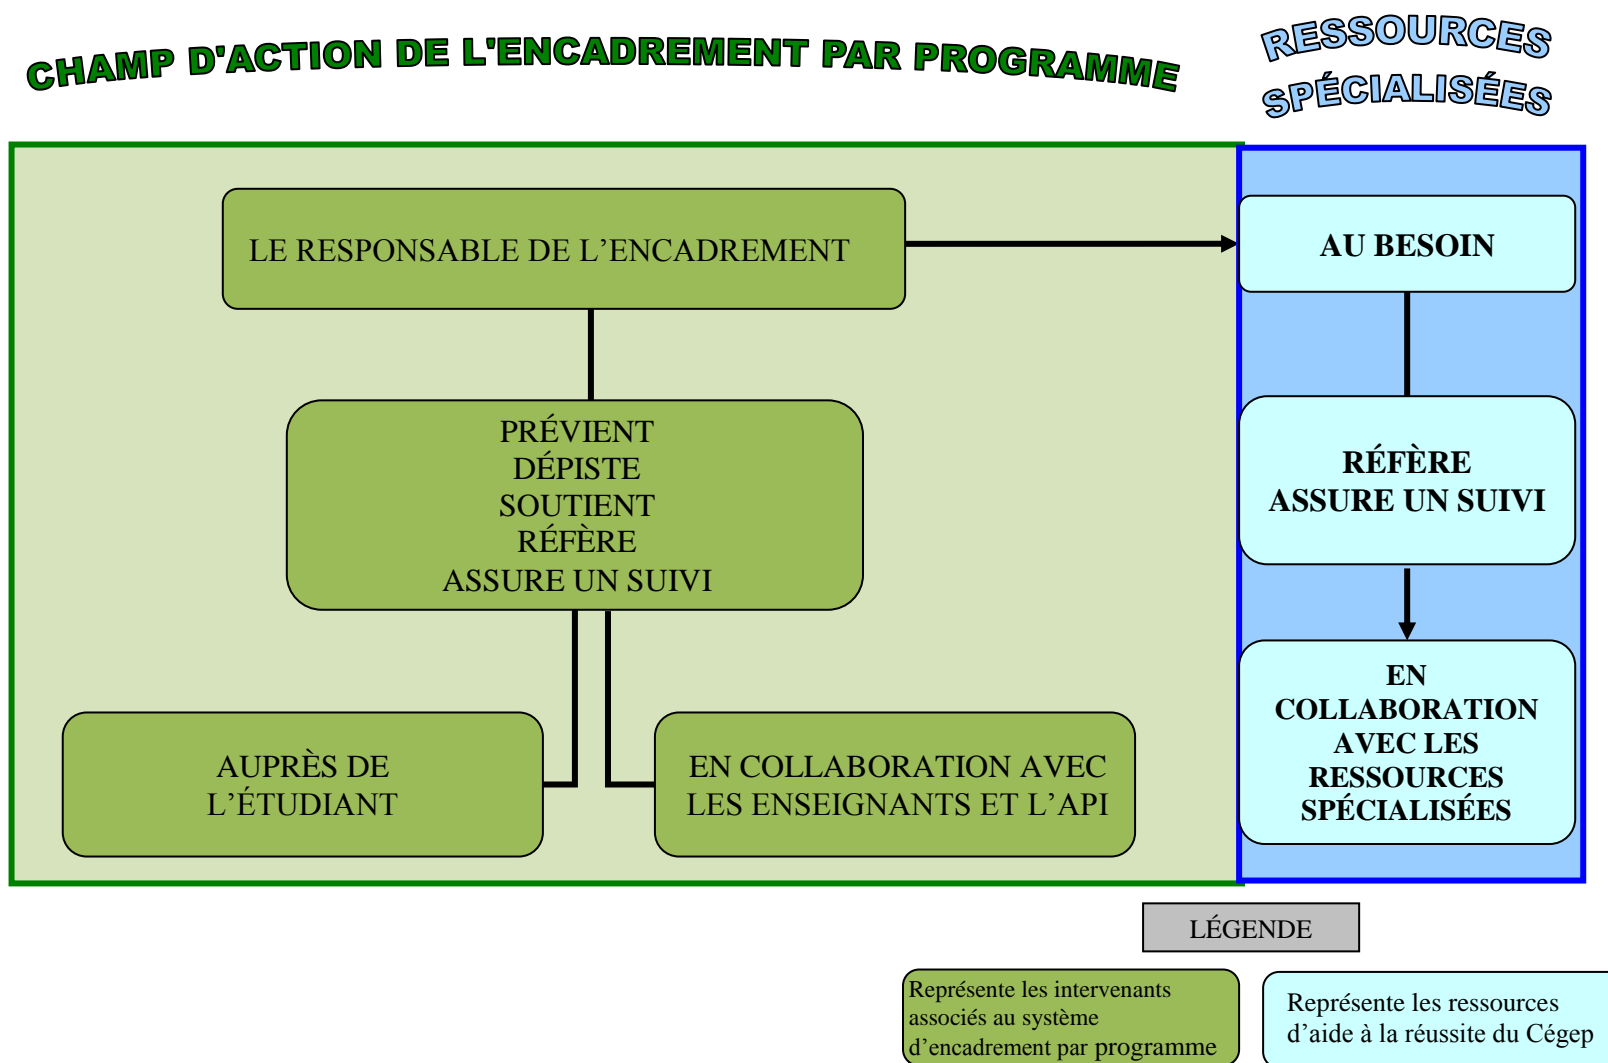 CHAMP D'ACTION DE L'ENCADREMENT PAR PROGRAMME
RESSOURCES
SPÉCIALISÉES
LE RESPONSABLE DE L’ENCADREMENT
AU BESOIN
PRÉVIENT
DÉPISTE
SOUTIENT
RÉFÈRE
ASSURE UN SUIVI
RÉFÈRE
ASSURE UN SUIVI
AUPRÈS DE
L’ÉTUDIANT
EN COLLABORATION AVEC
LES ENSEIGNANTS ET L’API
EN
COLLABORATION
AVEC LES
RESSOURCES
SPÉCIALISÉES
LÉGENDE
Représente les intervenants
associés au système
d’encadrement par programme
Représente les ressources
d’aide à la réussite du Cégep